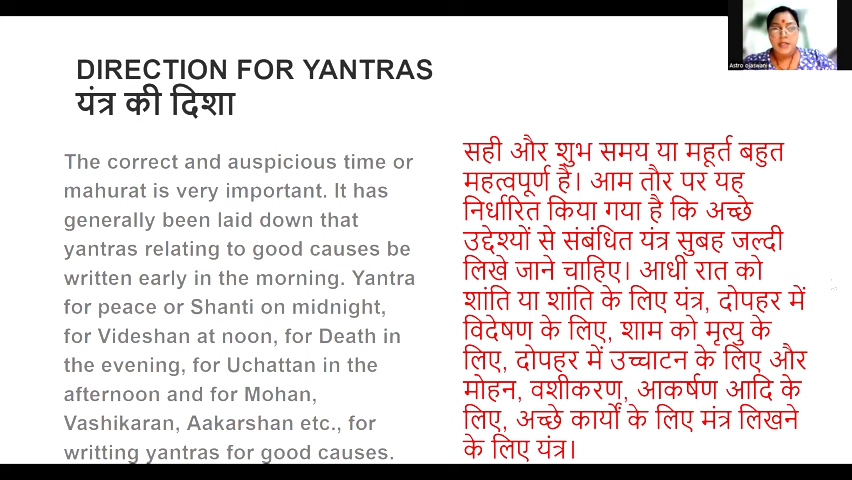 Astro ojaswani
DIRECTION FOR YANTRAS
यंत्र की दिशा
The correct and auspicious time or
mahurat is very important. It has
generally been laid down that
yantras relating to good causes be
written early in the morning. Yantra
for peace or Shanti on midnight,
for Videshan at noon, for Death in
the evening, for Uchattan in the
afternoon and for Mohan,
Vashikaran, Aakarshan etc., for
writting yantras for good causes.
सही और शुभ समय या महूर्त बहुत
महत्वपूर्ण है। आम तौर पर यह
निर्धारित किया गया है कि अच्छे
उद्देश्यों से संबंधित यंत्र सुबह जल्दी
लिखे जाने चाहिए। आधी रात को
शांति या शांति के लिए यंत्र, दोपहर में
विदेषण के लिए, शाम को मृत्यु के
लिए, दोपहर में उच्चाटन के लिए और
मोहन, वशीकरण, आकर्षण आदि के
लिए, अच्छे कार्यों के लिए मंत्र लिखने
के लिए यंत्र।